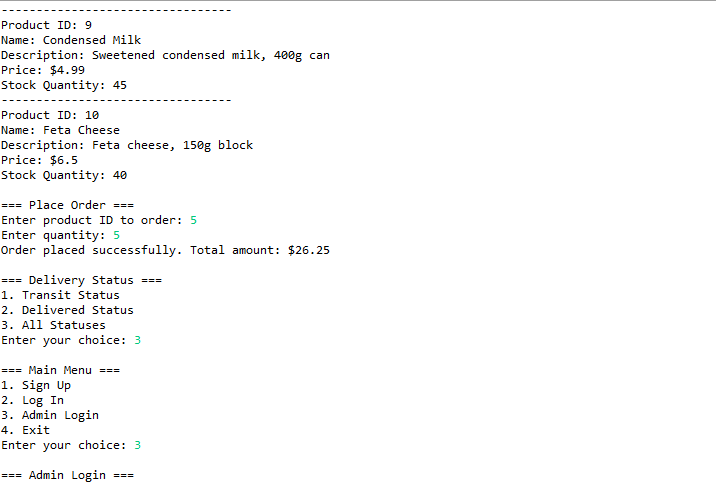 ---------------------------------
Product ID: 9
Name: Condensed Milk
Description: Sweetened condensed milk, 400g can
Price: $4.99
Stock Quantity: 45
---------------------------------
Product ID: 10
Name: Feta Cheese
Description: Feta cheese, 150g block
Price: $6.5
Stock Quantity: 40
=== Place Order ===
Enter product ID to order: 5
Enter quantity: 5
Order placed successfully. Total amount: $26.25
=== Delivery Status ===
1. Transit Status
2. Delivered Status
3. All Statuses
Enter your choice: 3
=== Main Menu ===
1. Sign Up
2. Log In
3. Admin Login
4. Exit
Enter your choice: 3
=== Admin Login ===